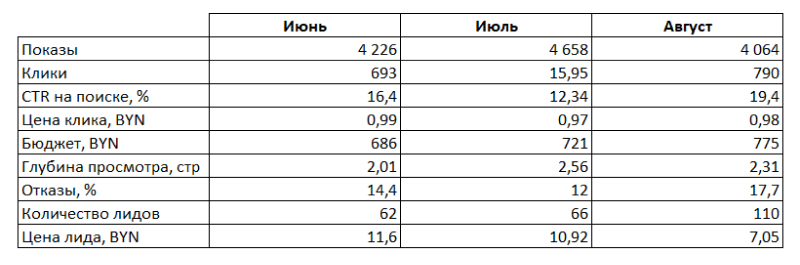 Июнь Июль Август
Показы 4 226 4 658 4 064
Клики 693 15,95 790
CTR на поиске, % 16,4 12,34 19,4
Цена клика, BYN 0,99 0,97 0,98
Бюджет, BYN 686 721 775
Глубина просмотра, стр 2,01 2,56 2,31
Отказы, % 14,4 12 17,7
Количество лидов 62 66 110
Цена лида, BYN 11,6 10,92 7,05